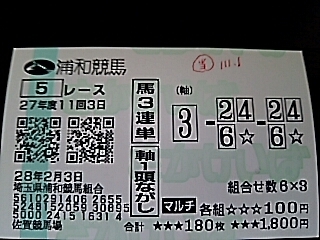 浦和競馬
5 レース
27年度11回3日
28年2月3日
埼玉県浦和競馬組合
佐賀競馬場
馬3連単
軸1頭ながし
マルチ
(軸)
3 - 24 - 24
6☆ 6☆
組合せ数6×3
各組☆☆☆100円
合計 ★★★180枚 ★★★1,800円